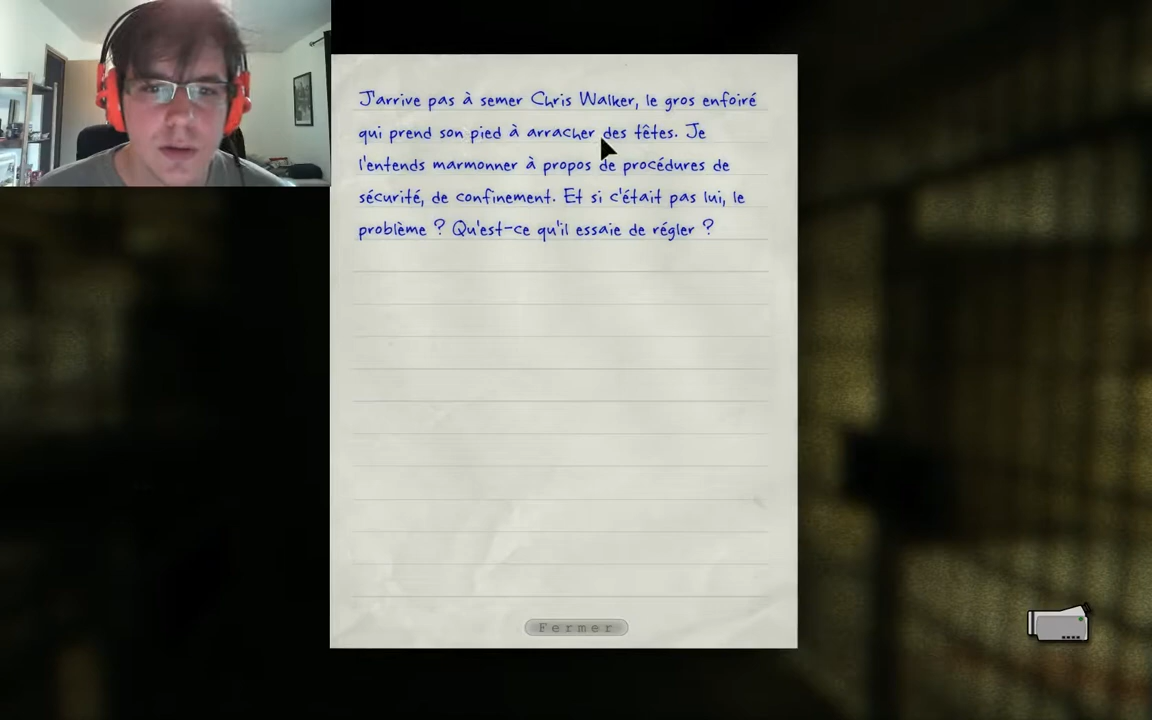 J'arrive pas à semer Chris Walker, le gros enfoiré
qui prend son pied à arracher des têtes. Je
l'entends marmonner à propos de procédures de
sécurité, de confinement. Et si c'était pas lui, le
problème ? Qu'est-ce qu'il essaie de régler ?
Fermer